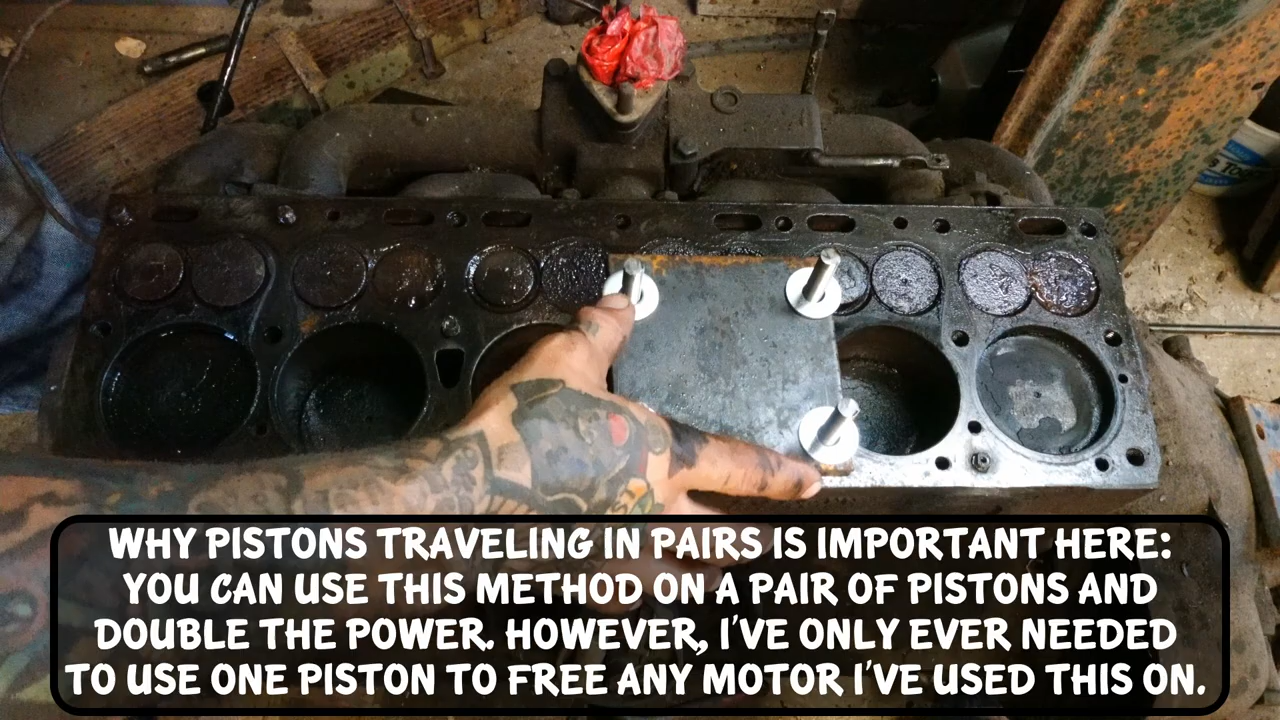 WHY PISTONS TRAVELING IN PAIRS IS IMPORTANT HERE:
YOU CAN USE THIS METHOD ON A PAIR OF PISTONS AND
DOUBLE THE POWER. HOWEVER, I'VE ONLY EVER NEEDED
TO USE ONE PISTON TO FREE ANY MOTOR I'VE USED THIS ON.